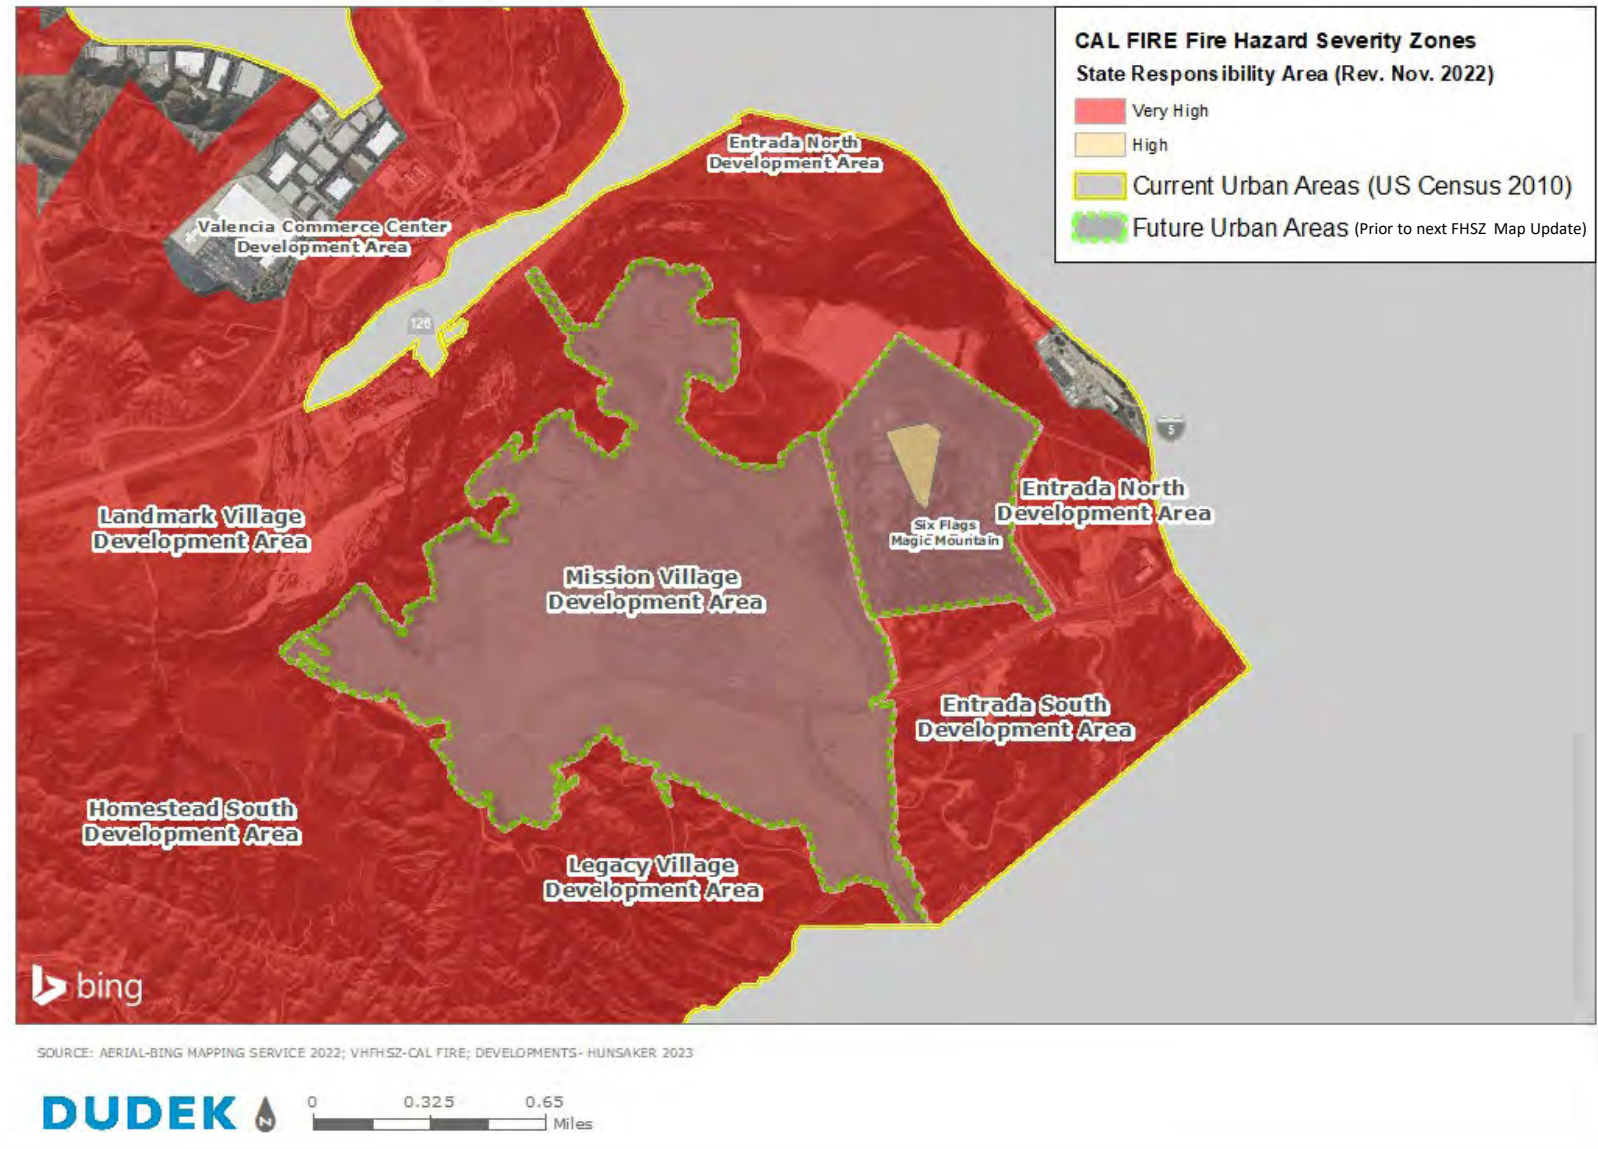 CAL FIRE Fire Hazard Severity Zones
State Responsibility Area (Rev. Nov. 2022)
Very High
High
Current Urban Areas (US Census 2010)
Future Urban Areas (Prior to next FHSZ Map Update)
Entrada North
Development Area
Valencia Commerce Center
Development Area
126
5
Landmark Village
Development Area
Entrada North
Development Area
Six Flags
Magic Mountain
Mission Village
Development Area
Entrada South
Development Area
Homestead South
Development Area
Legacy Village
Development Area
bing
SOURCE: AERIAL-BING MAPPING SERVICE 2022; VHFHSZ-CAL FIRE; DEVELOPMENTS- HUNSAKER 2023
DUDEK
N
0 0.325 0.65
Miles